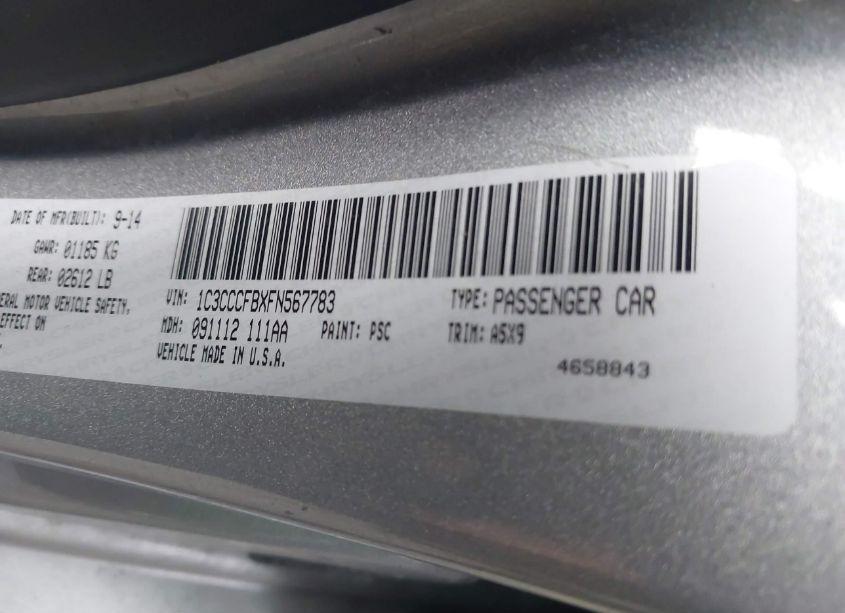 DATE OF MFR(BUILT): 9-14
GAWR: 01185 KG
REAR: 02612 LB
MOTOR VEHICLE SAFETY,
EFFECT ON
VIN: 1C3CCCFBXFN567783
TYPE: PASSENGER CAR
MDH: 091112 111AA
PAINT: PSC
TRIM: A5X9
VEHICLE MADE IN U.S.A.
4658843